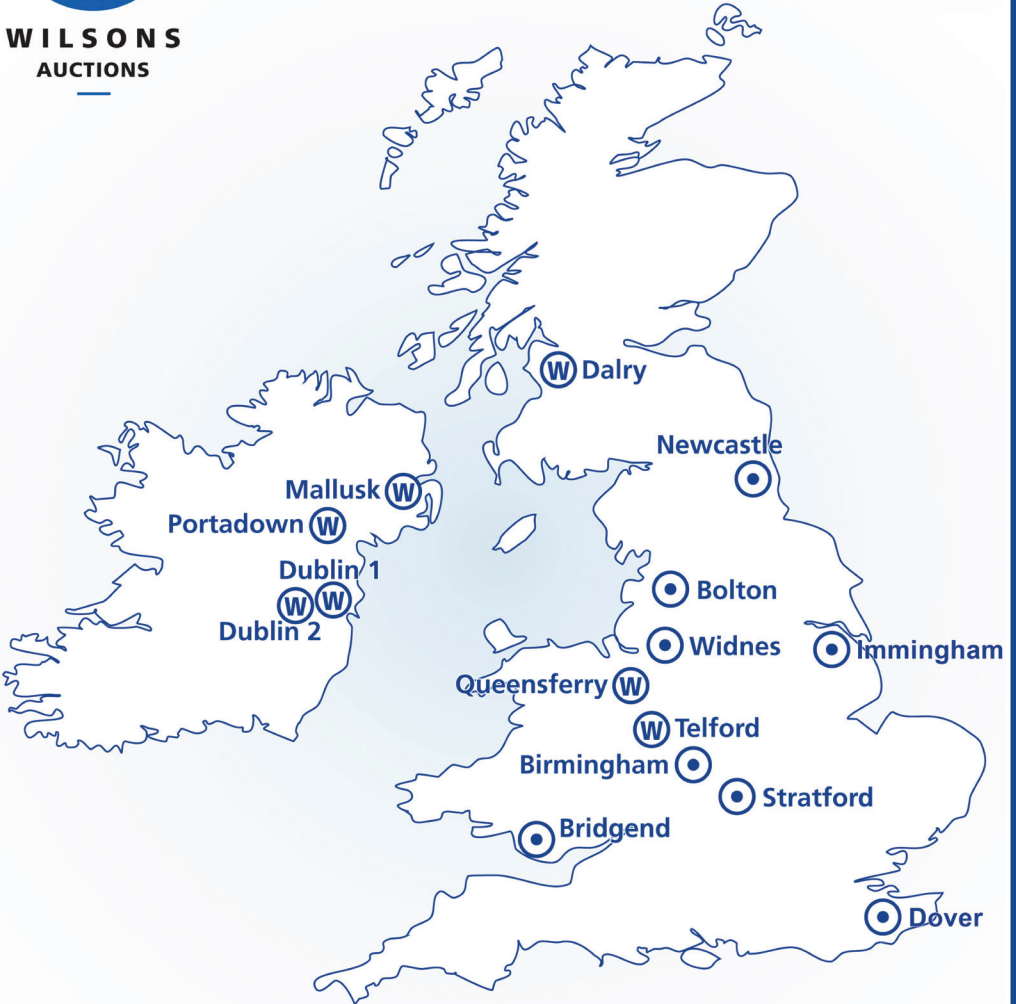 WILSONS
AUCTIONS
W Dalry
Newcastle
Mallusk W
Portadown W
Dublin 1
W W
Dublin 2
Bolton
Widnes
Immingham
Queensferry W
W Telford
Birmingham
Stratford
Bridgend
Dover